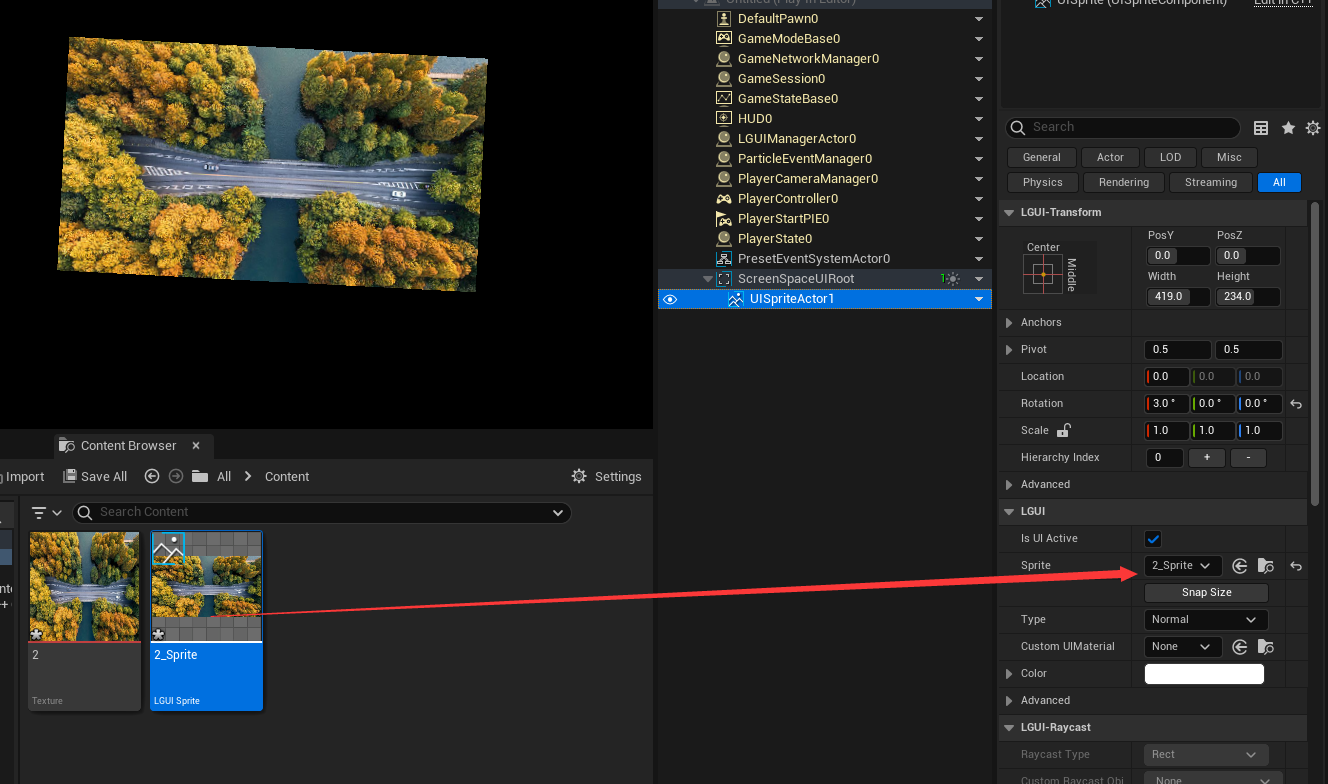 Untitled (Play In Editor)
DefaultPawn0
GameModeBase0
GameNetworkManager0
GameSession0
GameStateBase0
HUD0
LGUIManagerActor0
ParticleEventManager0
PlayerCameraManager0
PlayerController0
PlayerStartPIE0
PlayerState0
PresetEventSystemActor0
ScreenSpaceUIRoot 1
UISpriteActor1
UISprite (UISpriteComponent) Edit in C++
Search
General Actor LOD Misc
Physics Rendering Streaming All
LGUI-Transform
Center
Middle
PosY PosZ
0.0 0.0
Width Height
419.0 234.0
Anchors
Pivot 0.5 0.5
Location 0.0 0.0 0.0
Rotation 3.0 ° 0.0 ° 0.0 °
Scale 1.0 1.0 1.0
Hierarchy Index 0 + -
Advanced
LGUI
Is UI Active
Sprite 2_Sprite
Snap Size
Type Normal
Custom UIMaterial None
Color
Advanced
LGUI-Raycast
Raycast Type Rect
Custom Raycast Obj None
Content Browser ×
Import Save All All Content Settings
Search Content
2
Texture
2_Sprite
LGUI Sprite